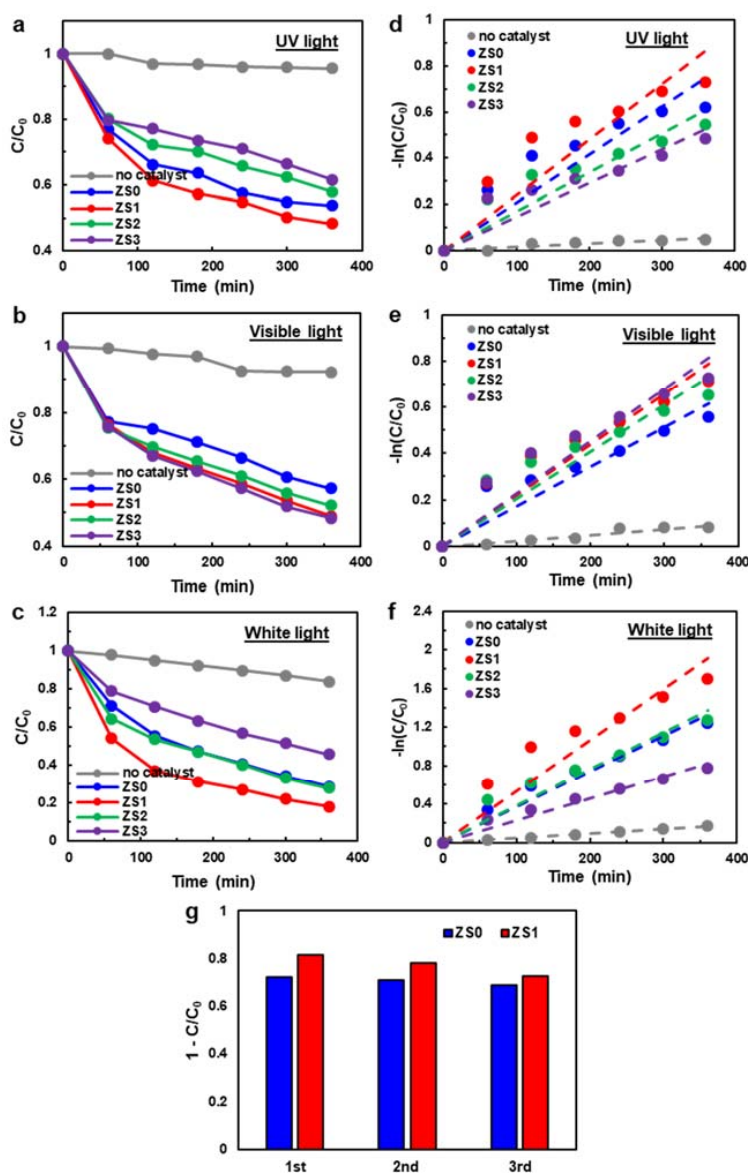 a
UV light
1
0.8
0.6
0.4
C/C₀
no catalyst
ZS0
ZS1
ZS2
ZS3
0 100 200 300 400
Time (min)
d
UV light
1
0.8
0.6
0.4
0.2
0
-ln(C/C₀)
no catalyst
ZS0
ZS1
ZS2
ZS3
0 100 200 300 400
Time (min)
b
Visible light
1
0.8
0.6
0.4
C/C₀
no catalyst
ZS0
ZS1
ZS2
ZS3
0 100 200 300 400
Time (min)
e
Visible light
1
0.8
0.6
0.4
0.2
0
-ln(C/C₀)
no catalyst
ZS0
ZS1
ZS2
ZS3
0 100 200 300 400
Time (min)
c
White light
1.2
1
0.8
0.6
0.4
0.2
0
C/C₀
no catalyst
ZS0
ZS1
ZS2
ZS3
0 100 200 300 400
Time (min)
f
White light
2.4
2
1.6
1.2
0.8
0.4
0
-ln(C/C₀)
no catalyst
ZS0
ZS1
ZS2
ZS3
0 100 200 300 400
Time (min)
g
ZS0 ZS1
1
0.8
0.6
0.4
0.2
0
1 - C/C₀
1st 2nd 3rd